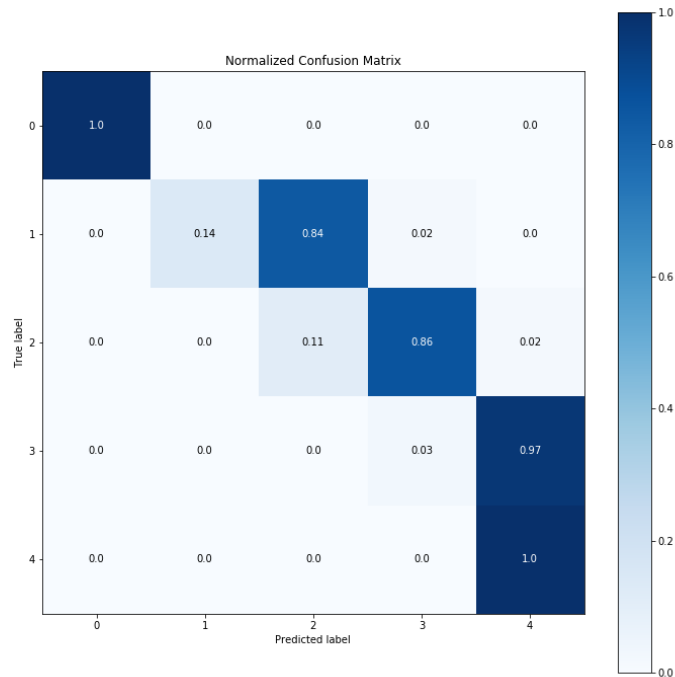 Normalized Confusion Matrix
1.0
0 1.0 0.0 0.0 0.0 0.0
0.8
1 0.0 0.14 0.84 0.02 0.0
0.6
True label
2 0.0 0.0 0.11 0.86 0.02
0.4
3 0.0 0.0 0.0 0.03 0.97
0.2
4 0.0 0.0 0.0 0.0 1.0
0 1 2 3 4
Predicted label
0.0